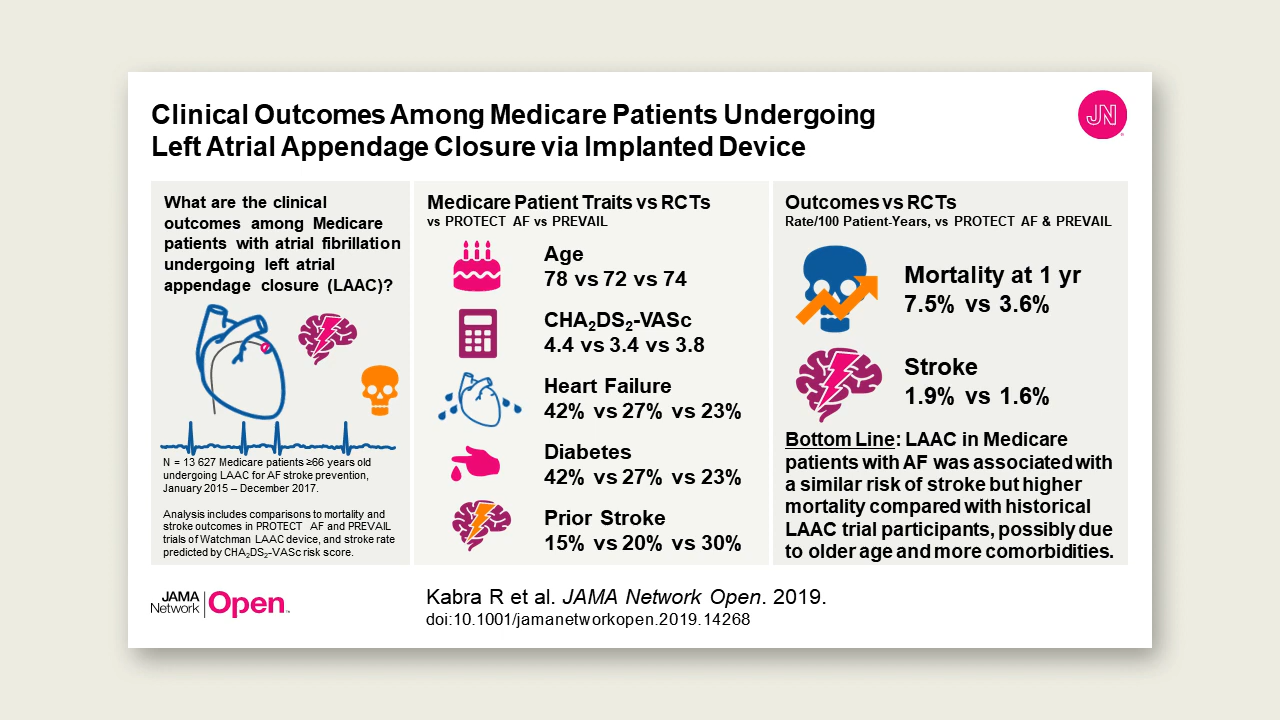 Clinical Outcomes Among Medicare Patients Undergoing
Left Atrial Appendage Closure via Implanted Device
JN
What are the clinical
outcomes among Medicare
patients with atrial fibrillation
undergoing left atrial
appendage closure (LAAC)?
N = 13 627 Medicare patients ≥66 years old
undergoing LAAC for AF stroke prevention,
January 2015 – December 2017.
Analysis includes comparisons to mortality and
stroke outcomes in PROTECT AF and PREVAIL
trials of Watchman LAAC device, and stroke rate
predicted by CHA₂DS₂–VASc risk score.
Medicare Patient Traits vs RCTs
vs PROTECT AF vs PREVAIL
Age
78 vs 72 vs 74
CHA₂DS₂-VASc
4.4 vs 3.4 vs 3.8
Heart Failure
42% vs 27% vs 23%
Diabetes
42% vs 27% vs 23%
Prior Stroke
15% vs 20% vs 30%
Outcomes vs RCTs
Rate/100 Patient-Years, vs PROTECT AF & PREVAIL
Mortality at 1 yr
7.5% vs 3.6%
Stroke
1.9% vs 1.6%
Bottom Line: LAAC in Medicare
patients with AF was associated with
a similar risk of stroke but higher
mortality compared with historical
LAAC trial participants, possibly due
to older age and more comorbidities.
JAMA
Network Open
Kabra R et al. JAMA Network Open. 2019.
doi:10.1001/jamanetworkopen.2019.14268